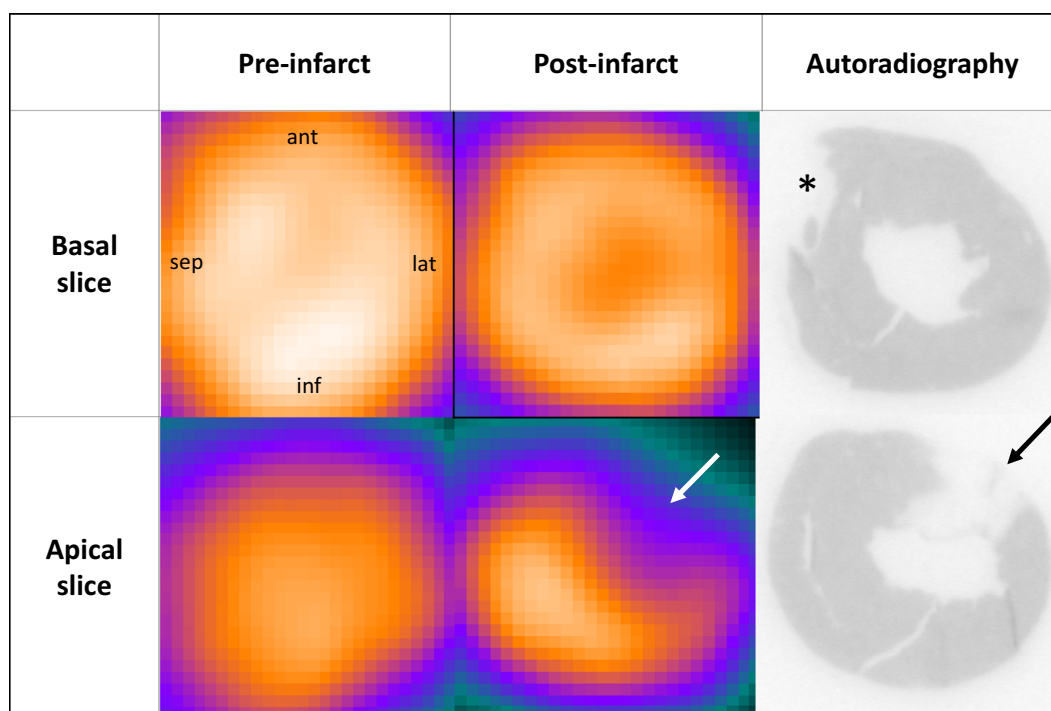 Pre-infarct
Post-infarct
Autoradiography
Basal
slice
ant
sep
lat
inf
*
Apical
slice